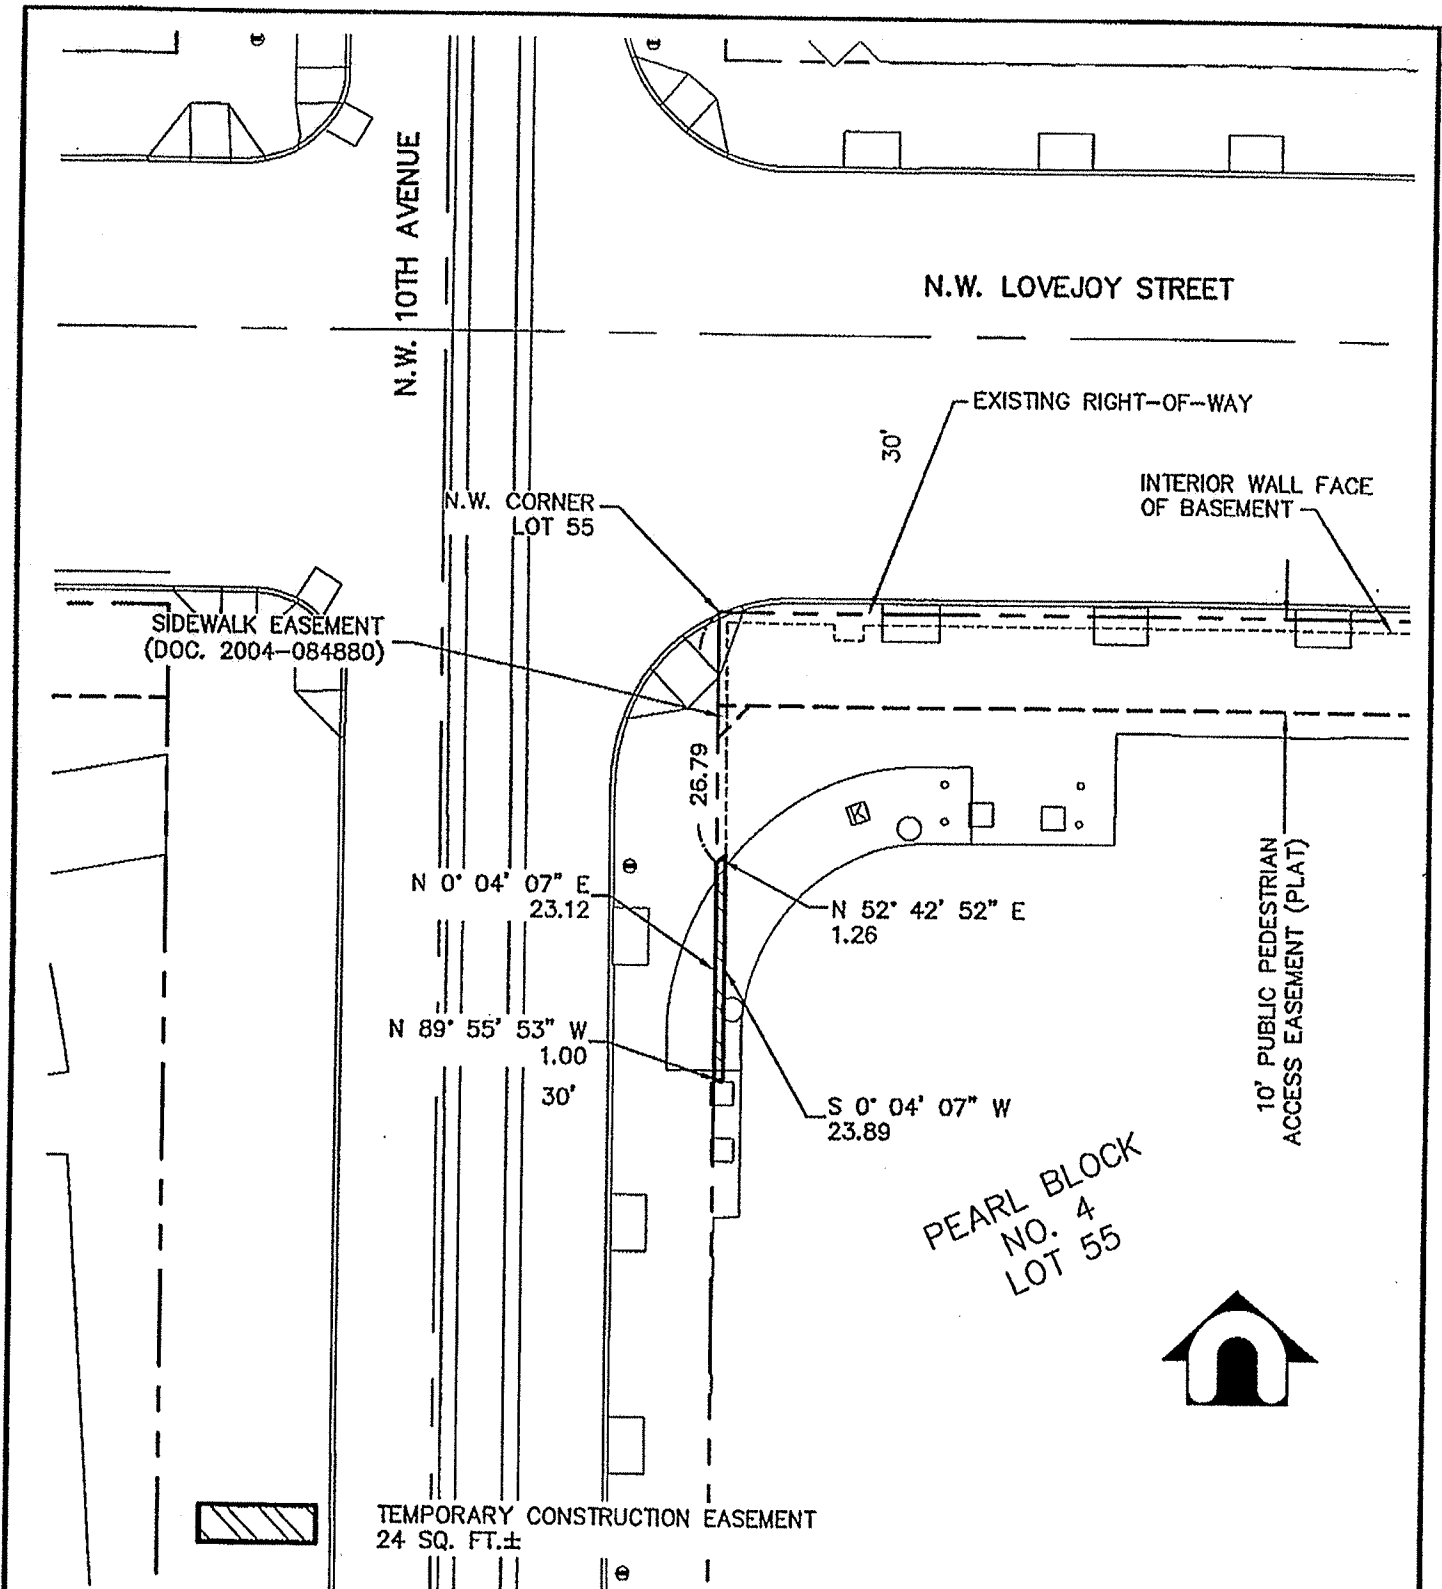 N.W. 10TH AVENUE
N.W. LOVEJOY STREET
EXISTING RIGHT-OF-WAY
30'
INTERIOR WALL FACE
OF BASEMENT
N.W. CORNER
LOT 55
SIDEWALK EASEMENT
(DOC. 2004-084880)
26.79
N 0° 04' 07" E
23.12
N 52° 42' 52" E
1.26
N 89° 55' 53" W
1.00
30'
S 0° 04' 07" W
23.89
10' PUBLIC PEDESTRIAN
ACCESS EASEMENT (PLAT)
PEARL BLOCK
NO. 4
LOT 55
TEMPORARY CONSTRUCTION EASEMENT
24 SQ. FT.±